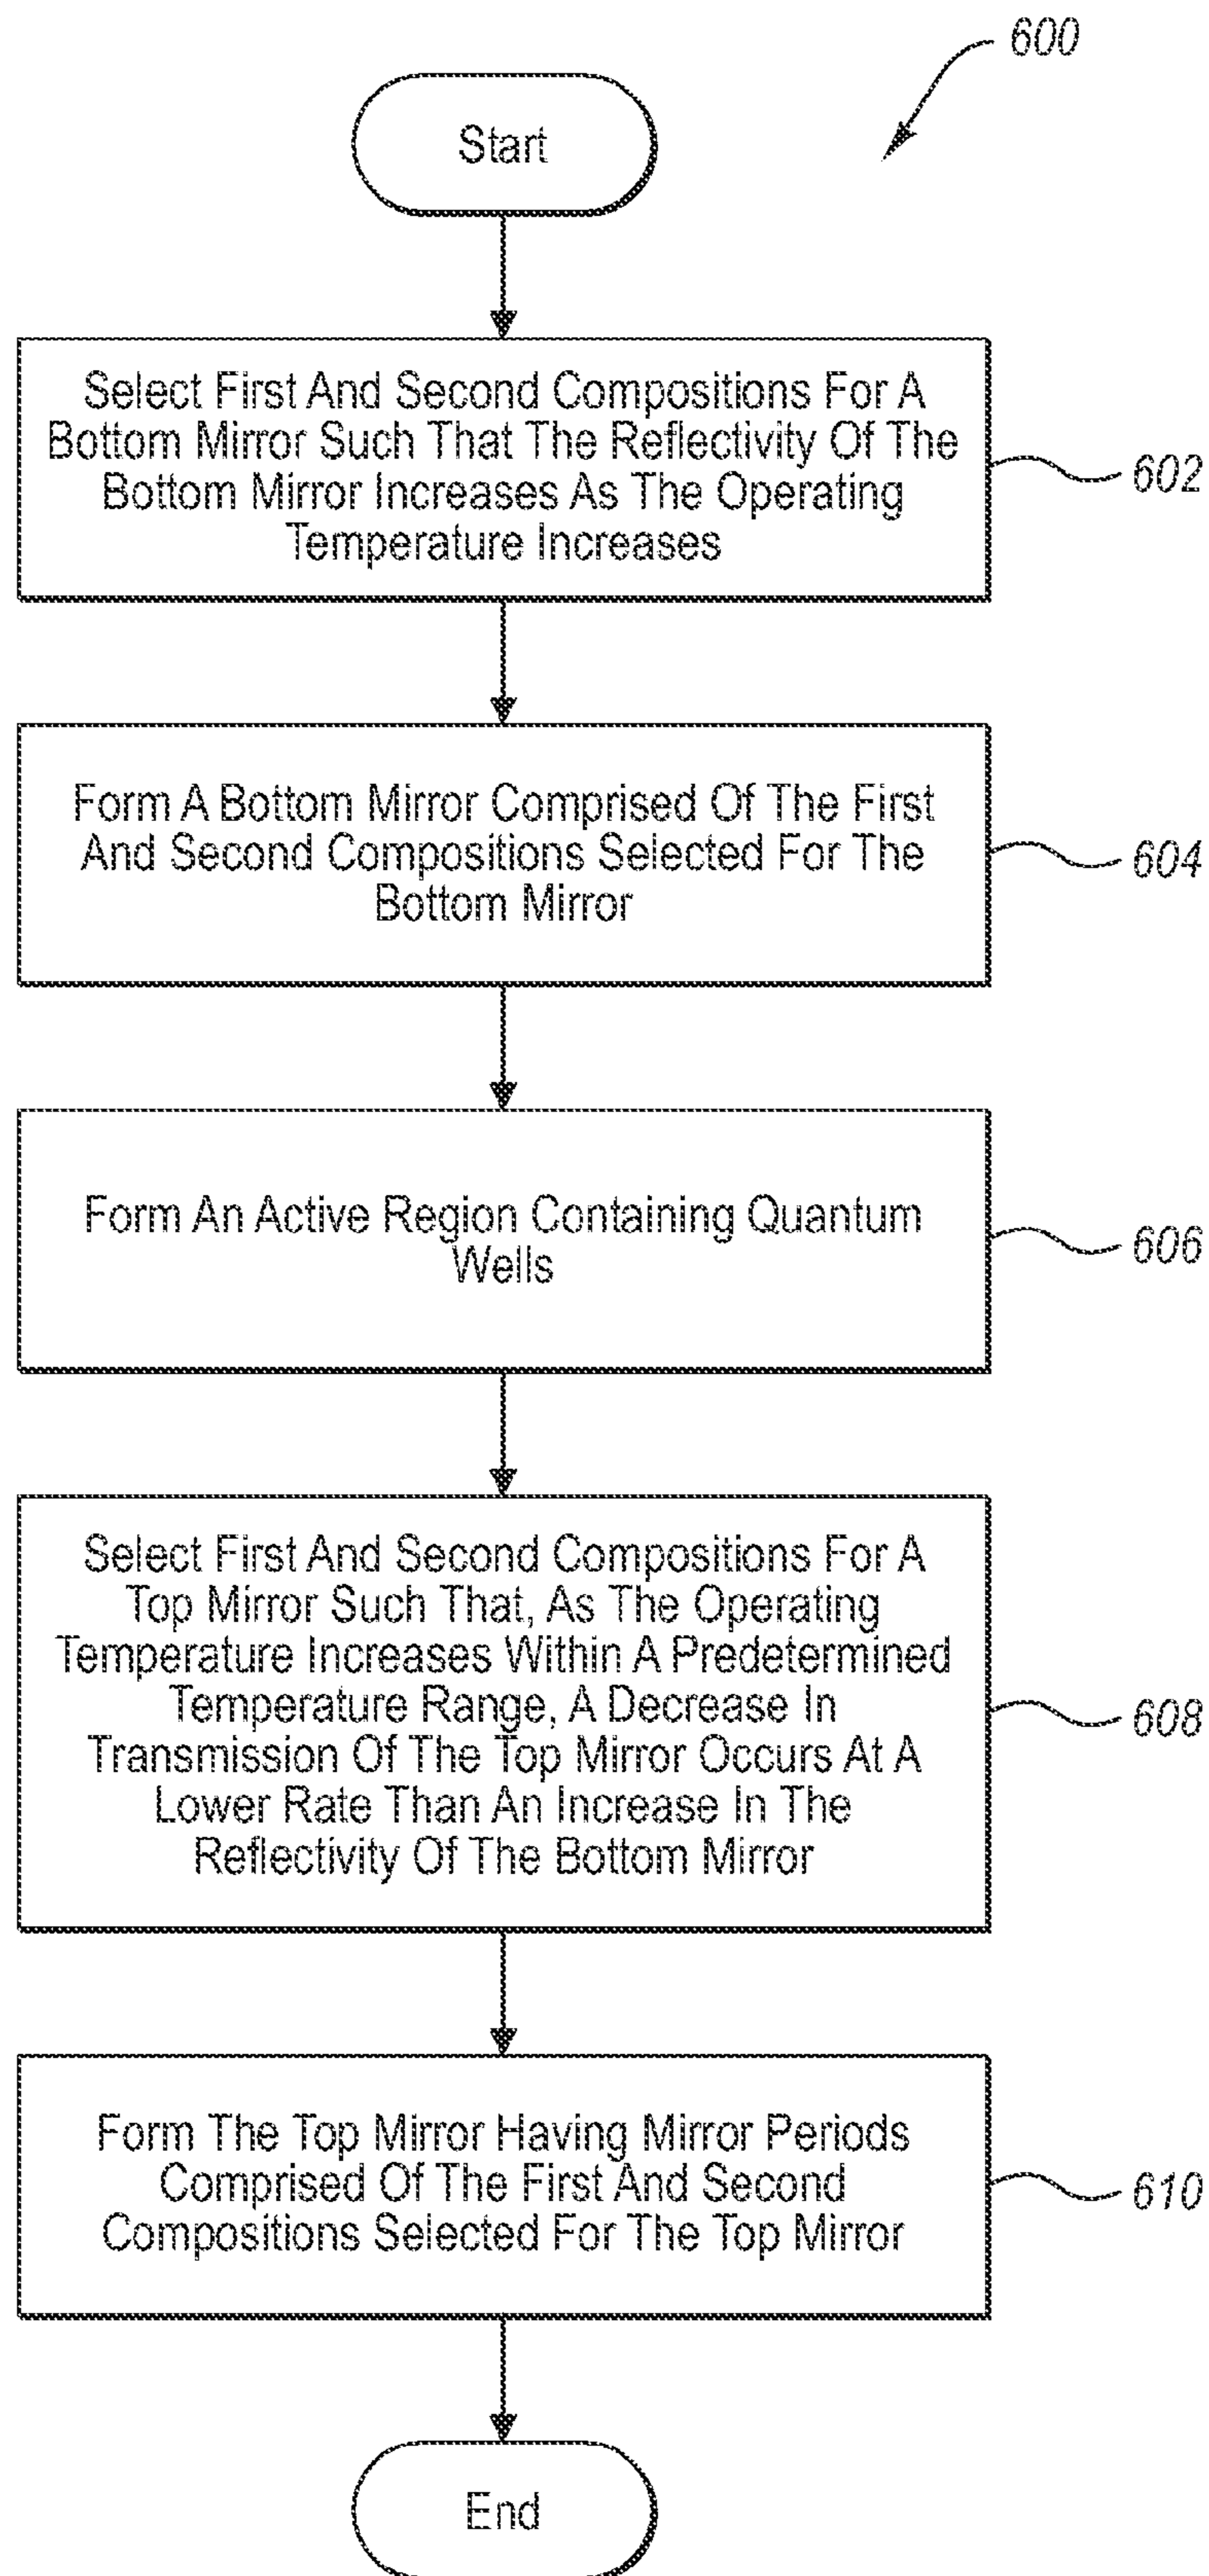 600
Start
Select First And Second Compositions For A
Bottom Mirror Such That The Reflectivity Of The
Bottom Mirror Increases As The Operating
Temperature Increases
602
Form A Bottom Mirror Comprised Of The First
And Second Compositions Selected For The
Bottom Mirror
604
Form An Active Region Containing Quantum
Wells
606
Select First And Second Compositions For A
Top Mirror Such That, As The Operating
Temperature Increases Within A Predetermined
Temperature Range, A Decrease In
Transmission Of The Top Mirror Occurs At A
Lower Rate Than An Increase In The
Reflectivity Of The Bottom Mirror
608
Form The Top Mirror Having Mirror Periods
Comprised Of The First And Second
Compositions Selected For The Top Mirror
610
End